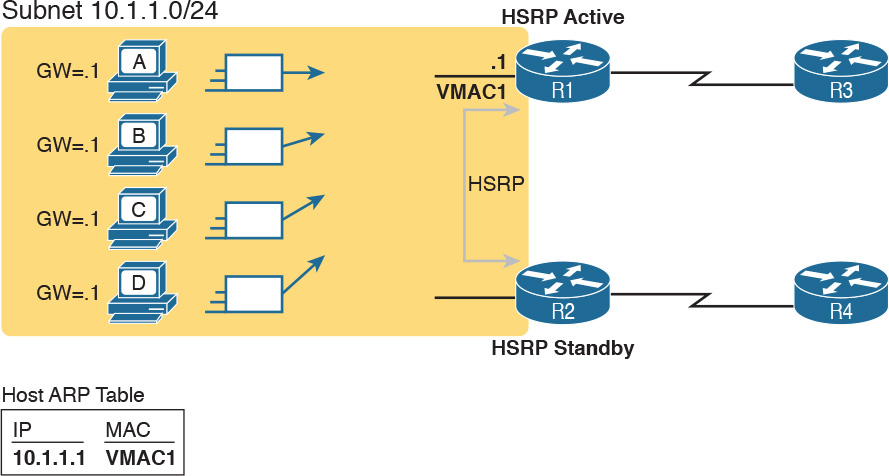 Subnet 10.1.1.0/24
HSRP Active
GW=.1 A
.1
VMAC1
R1
R3
GW=.1 B
HSRP
GW=.1 C
GW=.1 D
R2
R4
HSRP Standby
Host ARP Table
IP MAC
10.1.1.1 VMAC1